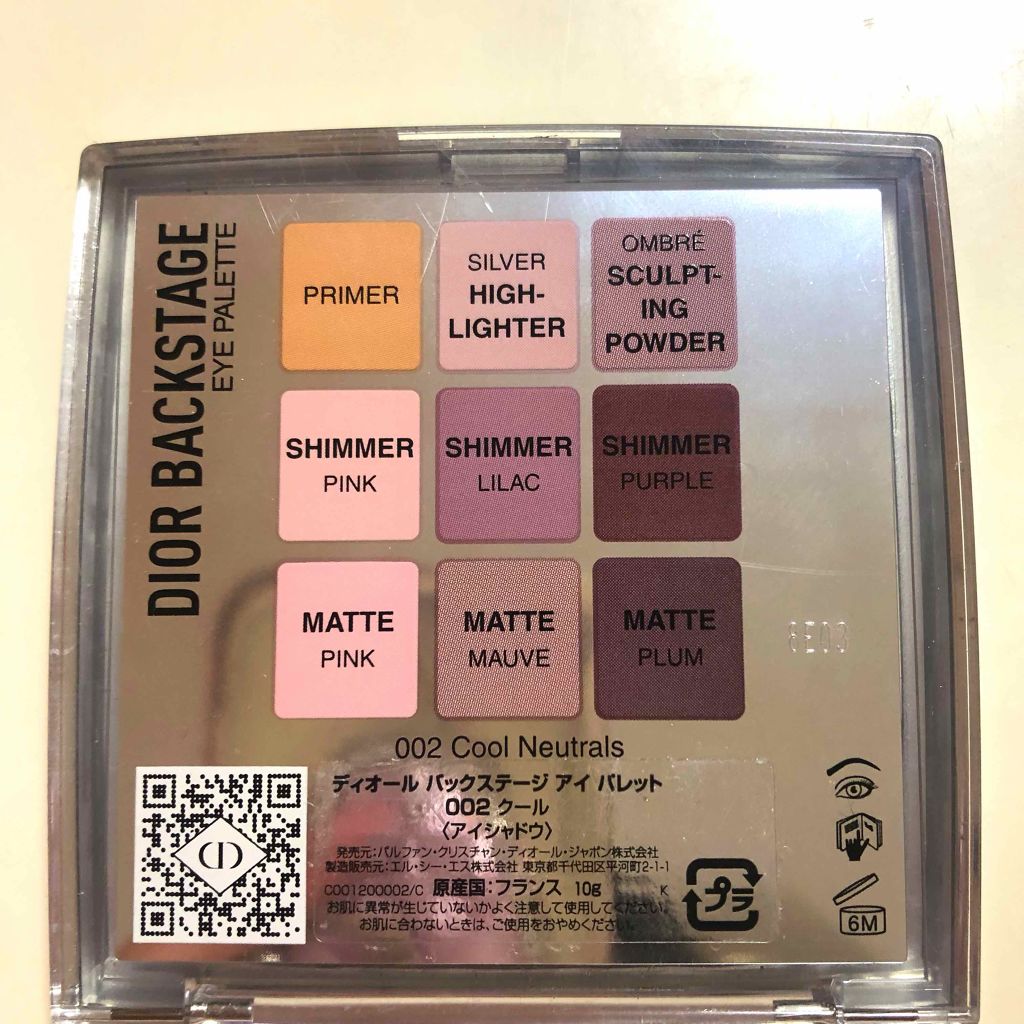 DIOR BACKSTAGE
EYE PALETTE
PRIMER
SILVER
HIGH-
LIGHTER
OMBRÉ
SCULPT-
ING
POWDER
SHIMMER
PINK
SHIMMER
LILAC
SHIMMER
PURPLE
MATTE
PINK
MATTE
MAUVE
MATTE
PLUM
002 Cool Neutrals
ディオール バックステージ アイ パレット
002 クール
〈アイシャドウ〉
発売元:パルファン・クリスチャン・ディオール・ジャポン株式会社
製造販売元:エル・シー・エス株式会社 東京都千代田区平河町2-1-1
C001200002/C 原産国:フランス 10g K
お肌に異常が生じていないかよく注意して使用してください。
お肌に合わないときは、ご使用をおやめください。
プラ
6M
CD